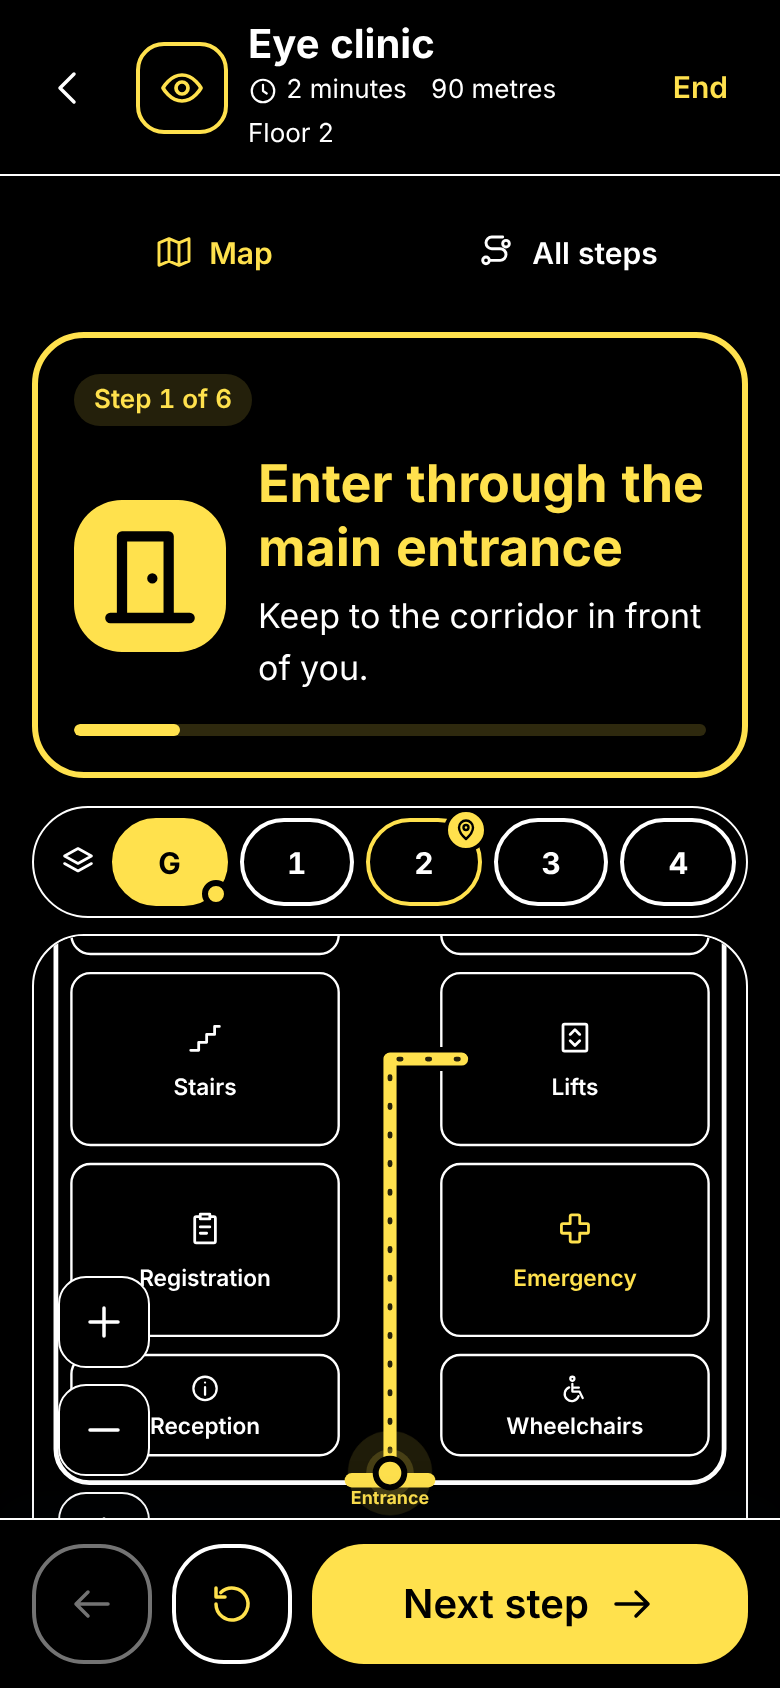 Eye clinic
2 minutes 90 metres
Floor 2
End
Map
All steps
Step 1 of 6
Enter through the
main entrance
Keep to the corridor in front
of you.
G 1 2 3 4
Stairs
Lifts
Registration
Emergency
Reception
Wheelchairs
Entrance
Next step